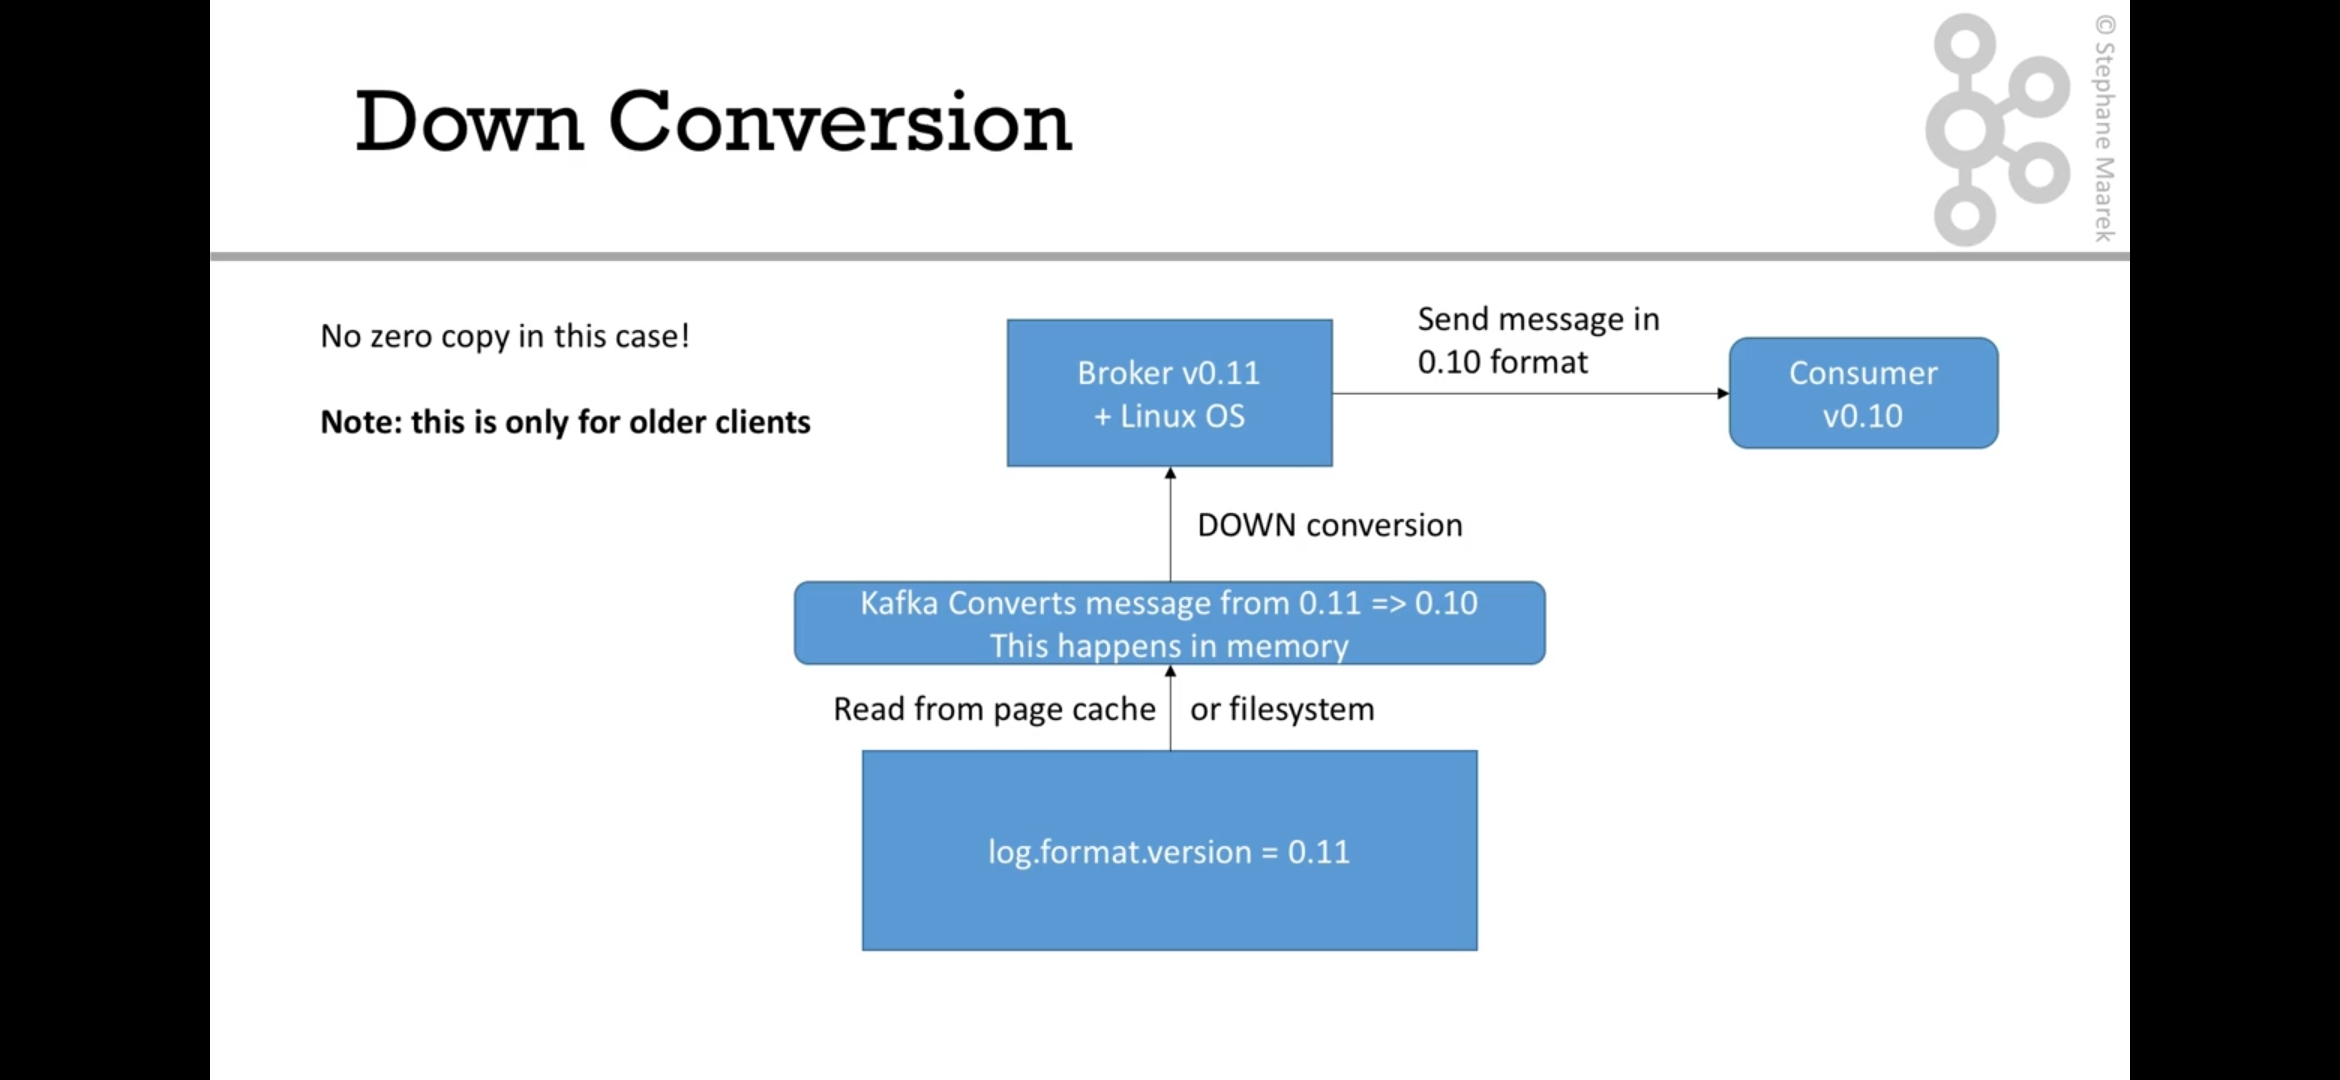 Down Conversion
© Stephane Maarek
No zero copy in this case!
Note: this is only for older clients
Broker v0.11
+ Linux OS
Send message in
0.10 format
Consumer
v0.10
DOWN conversion
Kafka Converts message from 0.11 => 0.10
This happens in memory
Read from page cache or filesystem
log.format.version = 0.11